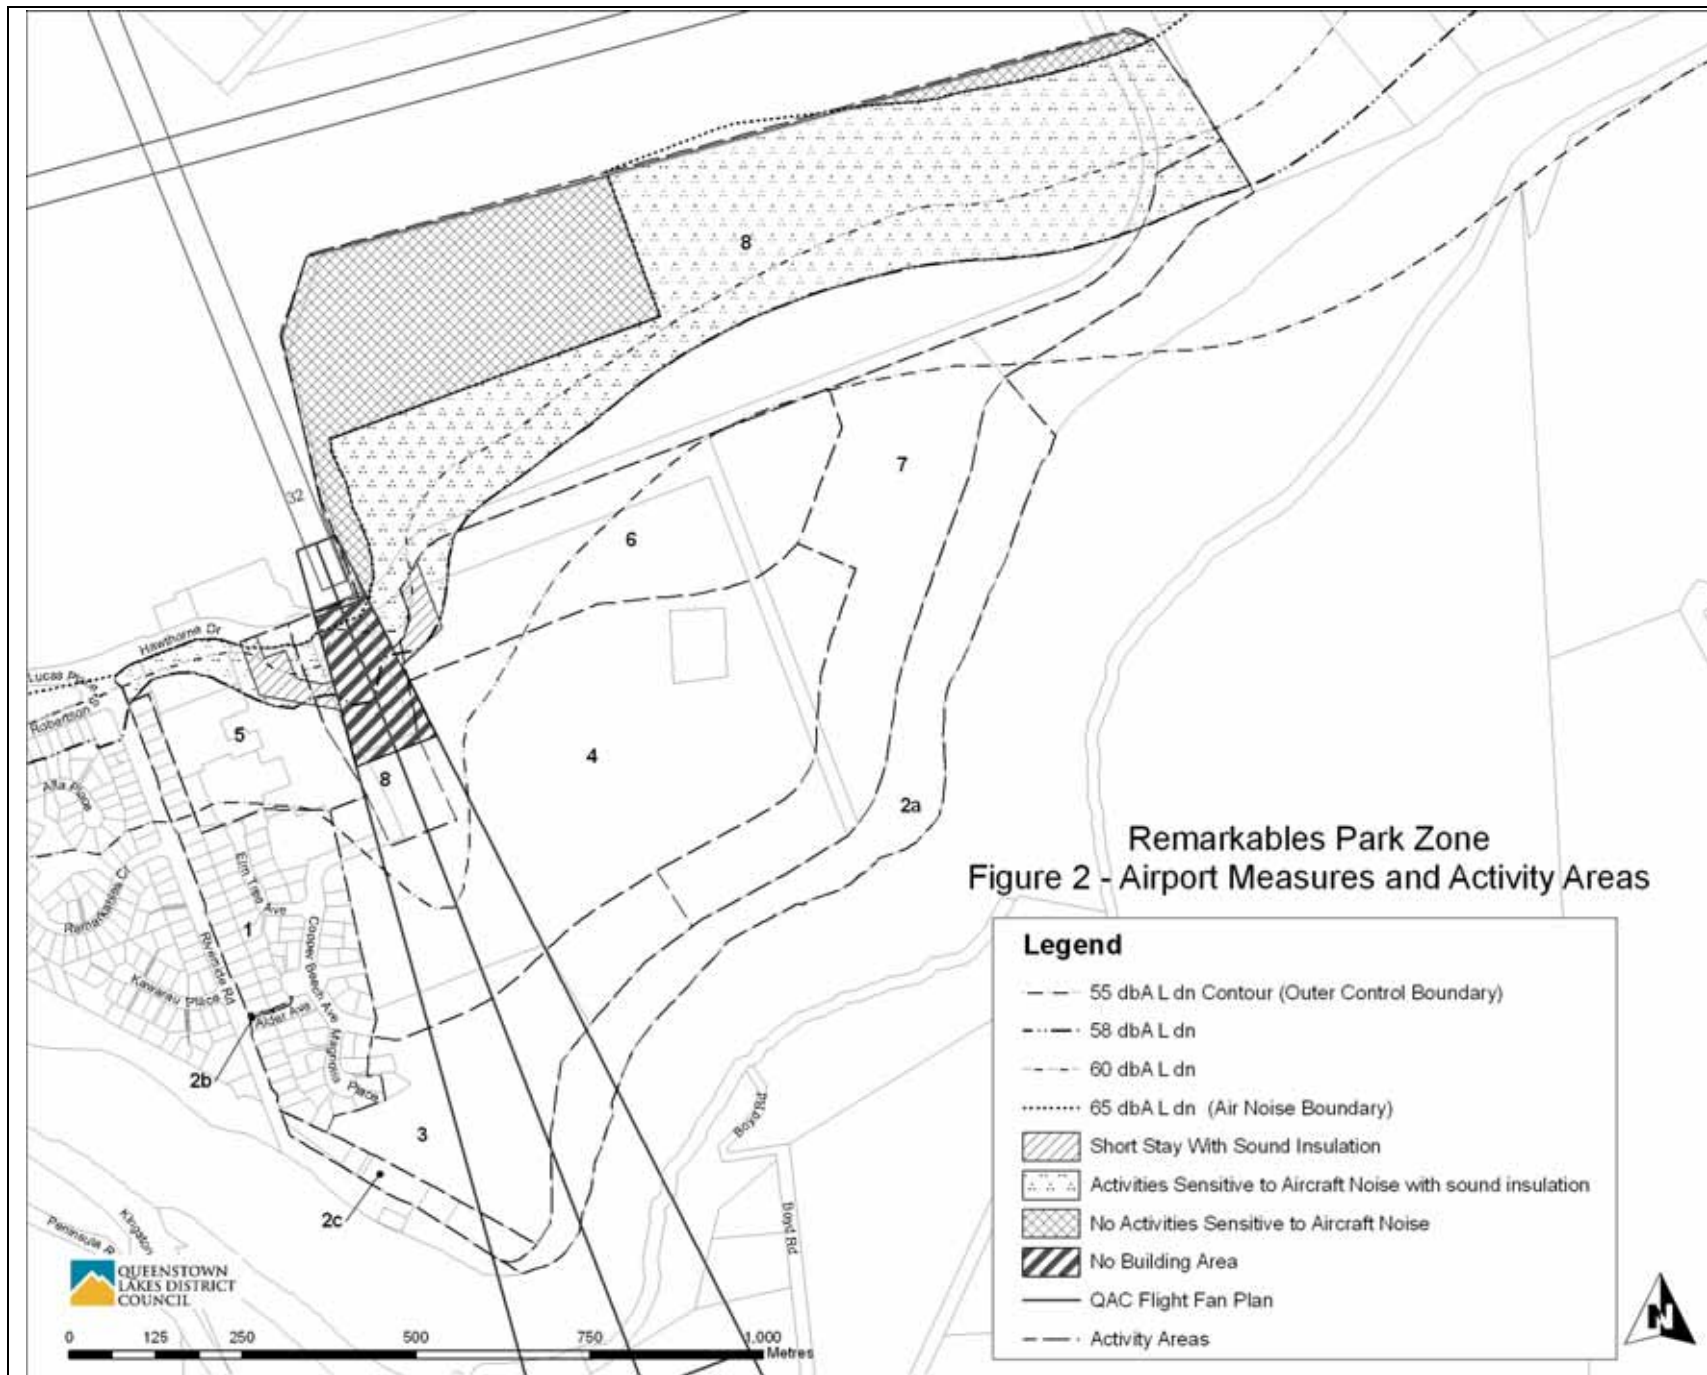 8
7
32
6
Hawthorne Dr
Lucas Place
Robertson S
5
4
8
Alta Place
2a
Remarkables Park Zone
Figure 2 - Airport Measures and Activity Areas
Elm Tree Ave
Remarkables Cr
1
Copper Beech Ave
Riverside Rd
Kawarau Place
Alder Ave
Magnolia
Place
2b
3
2c
Boyd Rd
Boyd Rd
Kingston
Peninsula R
Legend
55 dbA L dn Contour (Outer Control Boundary)
58 dbA L dn
60 dbA L dn
65 dbA L dn (Air Noise Boundary)
Short Stay With Sound Insulation
Activities Sensitive to Aircraft Noise with sound insulation
No Activities Sensitive to Aircraft Noise
No Building Area
QAC Flight Fan Plan
Activity Areas
QUEENSTOWN
LAKES DISTRICT
COUNCIL
0 125 250 500 750 1,000
Metres
N